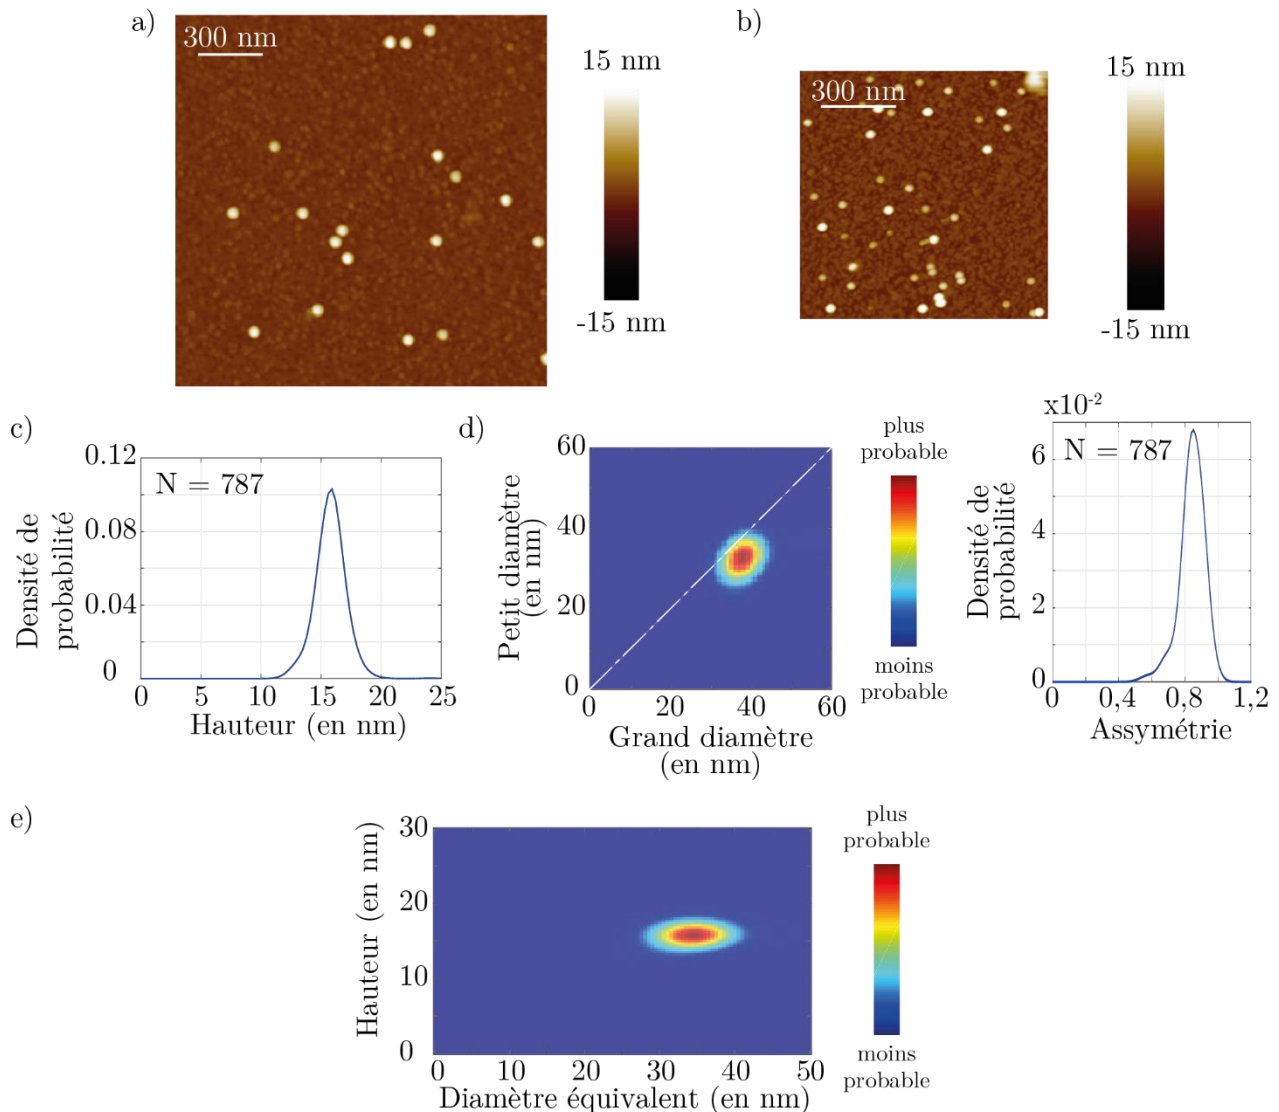 a)
300 nm
15 nm
-15 nm
b)
300 nm
15 nm
-15 nm
c)
N = 787
0.12
0.08
0.04
0
0
5
10
15
20
25
Densité de
probabilité
Hauteur (en nm)
d)
60
40
20
0
0
20
40
60
Petit diamètre
(en nm)
Grand diamètre
(en nm)
plus
probable
moins
probable
x10-2
N = 787
6
4
2
0
0
0,4
0,8
1,2
Densité de
probabilité
Assymétrie
e)
30
20
10
0
0
10
20
30
40
50
Hauteur (en nm)
Diamètre équivalent (en nm)
plus
probable
moins
probable